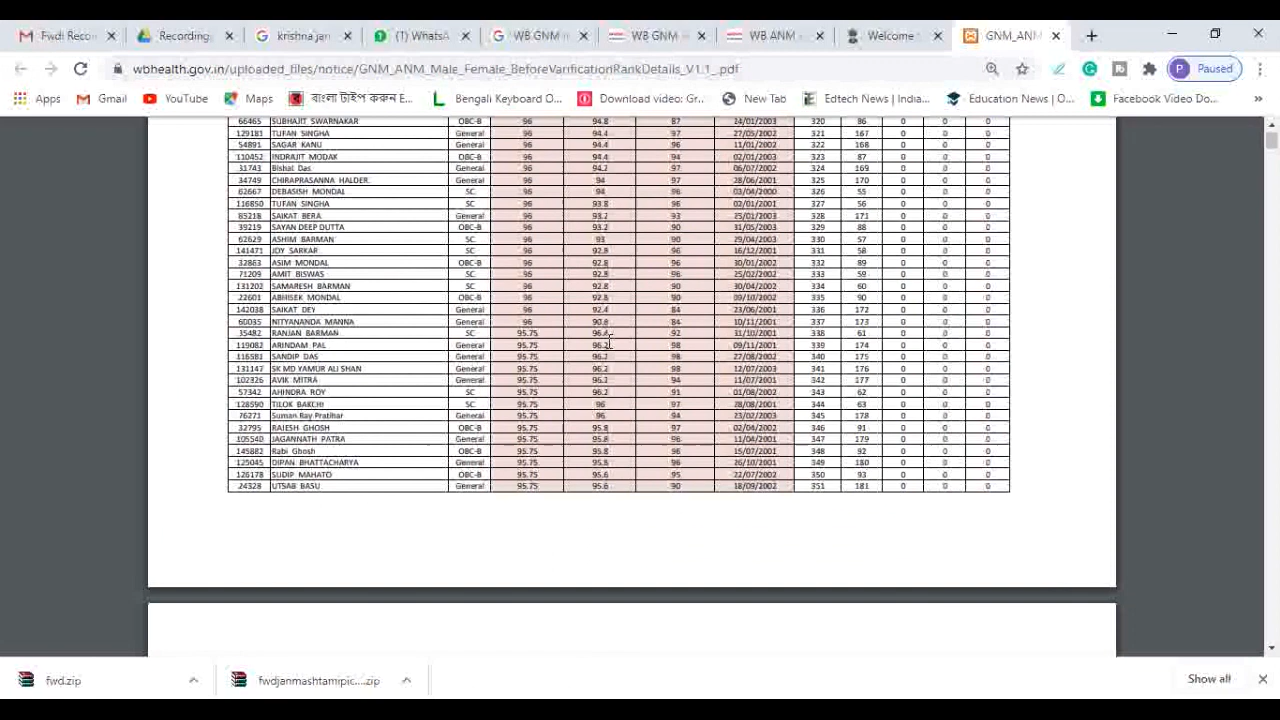 Fwd! Recor
Recording
krishna jan
(1) WhatsA
WB GNM
WB GNM
WB ANM
Welcome
GNM_ANM
wbhealth.gov.in/uploaded_files/notice/GNM_ANM_Male_Female_BeforeVarificationRankDetails_V1.1_.pdf
P Paused
Apps Gmail YouTube Maps বাংলা টাইপ করুন E... Bengali Keyboard O... Download video: Gr... New Tab Edtech News | India... Education News | O... Facebook Video Do... »
66465 SUBHAJIT SWARNAKAR OBC-B 96 94.8 87 24/01/2003 320 86 0 0 0
129181 TUFAN SINGHA General 96 94.4 97 27/05/2002 321 167 0 0 0
54891 SAGAR KANU General 96 94.4 96 11/01/2002 322 168 0 0 0
110452 INDRAJIT MODAK OBC-B 96 94.4 94 02/01/2003 323 87 0 0 0
31743 Bishal Das General 96 94.2 97 06/07/2002 324 169 0 0 0
34749 CHIRAPRASANNA HALDER General 96 94 97 28/06/2001 325 170 0 0 0
62667 DEBASISH MONDAL SC 96 94 96 03/04/2000 326 55 0 0 0
116850 TUFAN SINGHA SC 96 93.8 96 02/01/2001 327 56 0 0 0
85218 SAIKAT BERA General 96 93.2 93 25/01/2003 328 171 0 0 0
39219 SAYAN DEEP DUTTA OBC-B 96 93.2 90 31/05/2003 329 88 0 0 0
62629 ASHIM BARMAN SC 96 93 90 29/04/2003 330 57 0 0 0
141471 JOY SARKAR SC 96 92.8 96 16/12/2001 331 58 0 0 0
32863 ASIM MONDAL OBC-B 96 92.8 96 30/01/2002 332 89 0 0 0
71209 AMIT BISWAS SC 96 92.8 96 25/02/2002 333 59 0 0 0
131202 SAMARESH BARMAN SC 96 92.8 90 30/04/2002 334 60 0 0 0
22601 ABHISEK MONDAL OBC-B 96 92.8 90 09/10/2002 335 90 0 0 0
142038 SAIKAT DEY General 96 92.4 84 23/06/2001 336 172 0 0 0
60035 NITYANANDA MANNA General 96 90.8 84 10/11/2001 337 173 0 0 0
35482 RANJAN BARMAN SC 95.75 96.4 92 31/10/2001 338 61 0 0 0
119082 ARINDAM PAL General 95.75 96.2 98 09/11/2001 339 174 0 0 0
116581 SANDIP DAS General 95.75 96.2 98 27/08/2002 340 175 0 0 0
131147 SK MD YAMUR ALI SHAN General 95.75 96.2 98 12/07/2003 341 176 0 0 0
102326 AVIK MITRA General 95.75 96.2 94 11/07/2001 342 177 0 0 0
57342 AHINDRA ROY SC 95.75 96.2 91 01/08/2002 343 62 0 0 0
128590 TILOK BAKCHI SC 95.75 96 97 28/08/2001 344 63 0 0 0
76271 Suman Ray Pratihar General 95.75 96 94 23/02/2003 345 178 0 0 0
32795 RAJESH GHOSH OBC-B 95.75 95.8 97 02/04/2002 346 91 0 0 0
105540 JAGANNATH PATRA General 95.75 95.8 96 11/04/2001 347 179 0 0 0
145882 Rabi Ghosh OBC-B 95.75 95.8 96 15/07/2001 348 92 0 0 0
125045 DIPAN BHATTACHARYA General 95.75 95.8 96 26/10/2001 349 180 0 0 0
126178 SUDIP MAHATO OBC-B 95.75 95.6 95 22/07/2002 350 93 0 0 0
24328 UTSAB BASU General 95.75 95.6 90 18/09/2002 351 181 0 0 0
fwd.zip
fwdjanmashtamipic....zip
Show all